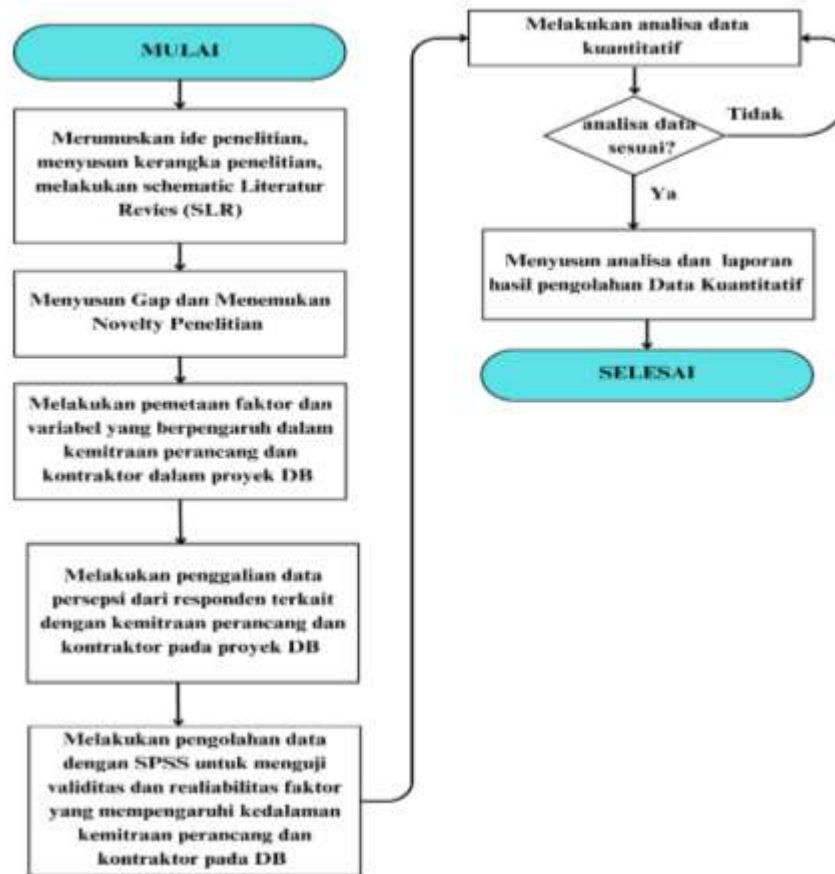 MULAI
Merumuskan ide penelitian,
menyusun kerangka penelitian,
melakukan schematic Literatur
Revies (SLR)
Menyusun Gap dan Menemukan
Novelty Penelitian
Melakukan pemetaan faktor dan
variabel yang berpengaruh dalam
kemitraan perancang dan
kontraktor dalam proyek DB
Melakukan penggalian data
persepsi dari responden terkait
dengan kemitraan perancang dan
kontraktor pada proyek DB
Melakukan pengolahan data
dengan SPSS untuk menguji
validitas dan realiabilitas faktor
yang mempengaruhi kedalaman
kemitraan perancang dan
kontraktor pada DB
Melakukan analisa data
kuantitatif
analisa data
sesuai?
Tidak
Ya
Menyusun analisa dan laporan
hasil pengolahan Data Kuantitatif
SELESAI